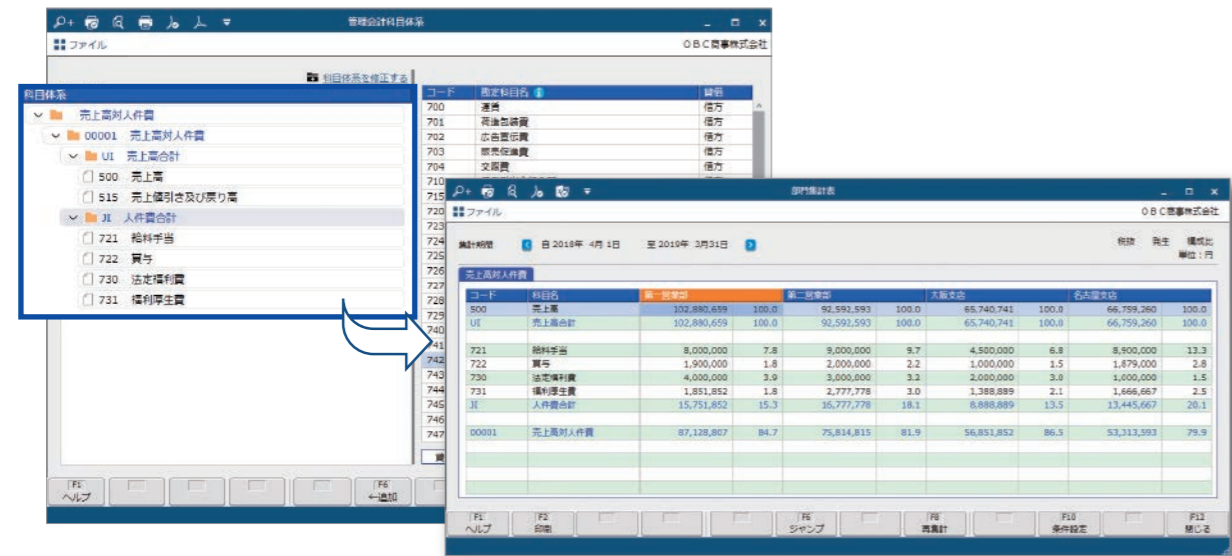 管理会計科目体系
ファイル
OBC商事株式会社
科目体系を修正する
科目体系
売上高対人件費
00001 売上高対人件費
UI 売上高合計
500 売上高
515 売上値引き及び戻り高
JI 人件費合計
721 給料手当
722 賞与
730 法定福利費
731 福利厚生費
コード 勘定科目名 貸借
700 運賃 借方
701 荷造包装費 借方
702 広告宣伝費 借方
703 販売促進費 借方
704 交際費 借方
710
715
720
723
724
725
726
727
728
729
740
741
742
743
744
745
746
747
F1
ヘルプ
F6
←追加
部門集計表
ファイル
OBC商事株式会社
集計期間 自 2018年 4月 1日 至 2019年 3月31日
税抜 発生 構成比
単位:円
売上高対人件費
コード 科目名 第一営業部 第二営業部 大阪支店 名古屋支店
500 売上高 102,880,659 100.0 92,592,593 100.0 65,740,741 100.0 66,759,260 100.0
UI 売上高合計 102,880,659 100.0 92,592,593 100.0 65,740,741 100.0 66,759,260 100.0
721 給料手当 8,000,000 7.8 9,000,000 9.7 4,500,000 6.8 8,900,000 13.3
722 賞与 1,900,000 1.8 2,000,000 2.2 1,000,000 1.5 1,879,000 2.8
730 法定福利費 4,000,000 3.9 3,000,000 3.2 2,000,000 3.0 1,000,000 1.5
731 福利厚生費 1,851,852 1.8 2,777,778 3.0 1,388,889 2.1 1,666,667 2.5
JI 人件費合計 15,751,852 15.3 16,777,778 18.1 8,888,889 13.5 13,445,667 20.1
00001 売上高対人件費 87,128,807 84.7 75,814,815 81.9 56,851,852 86.5 53,313,593 79.9
F1 F2 F6 F8 F10 F12
ヘルプ 印刷 ジャンプ 再集計 条件設定 閉じる